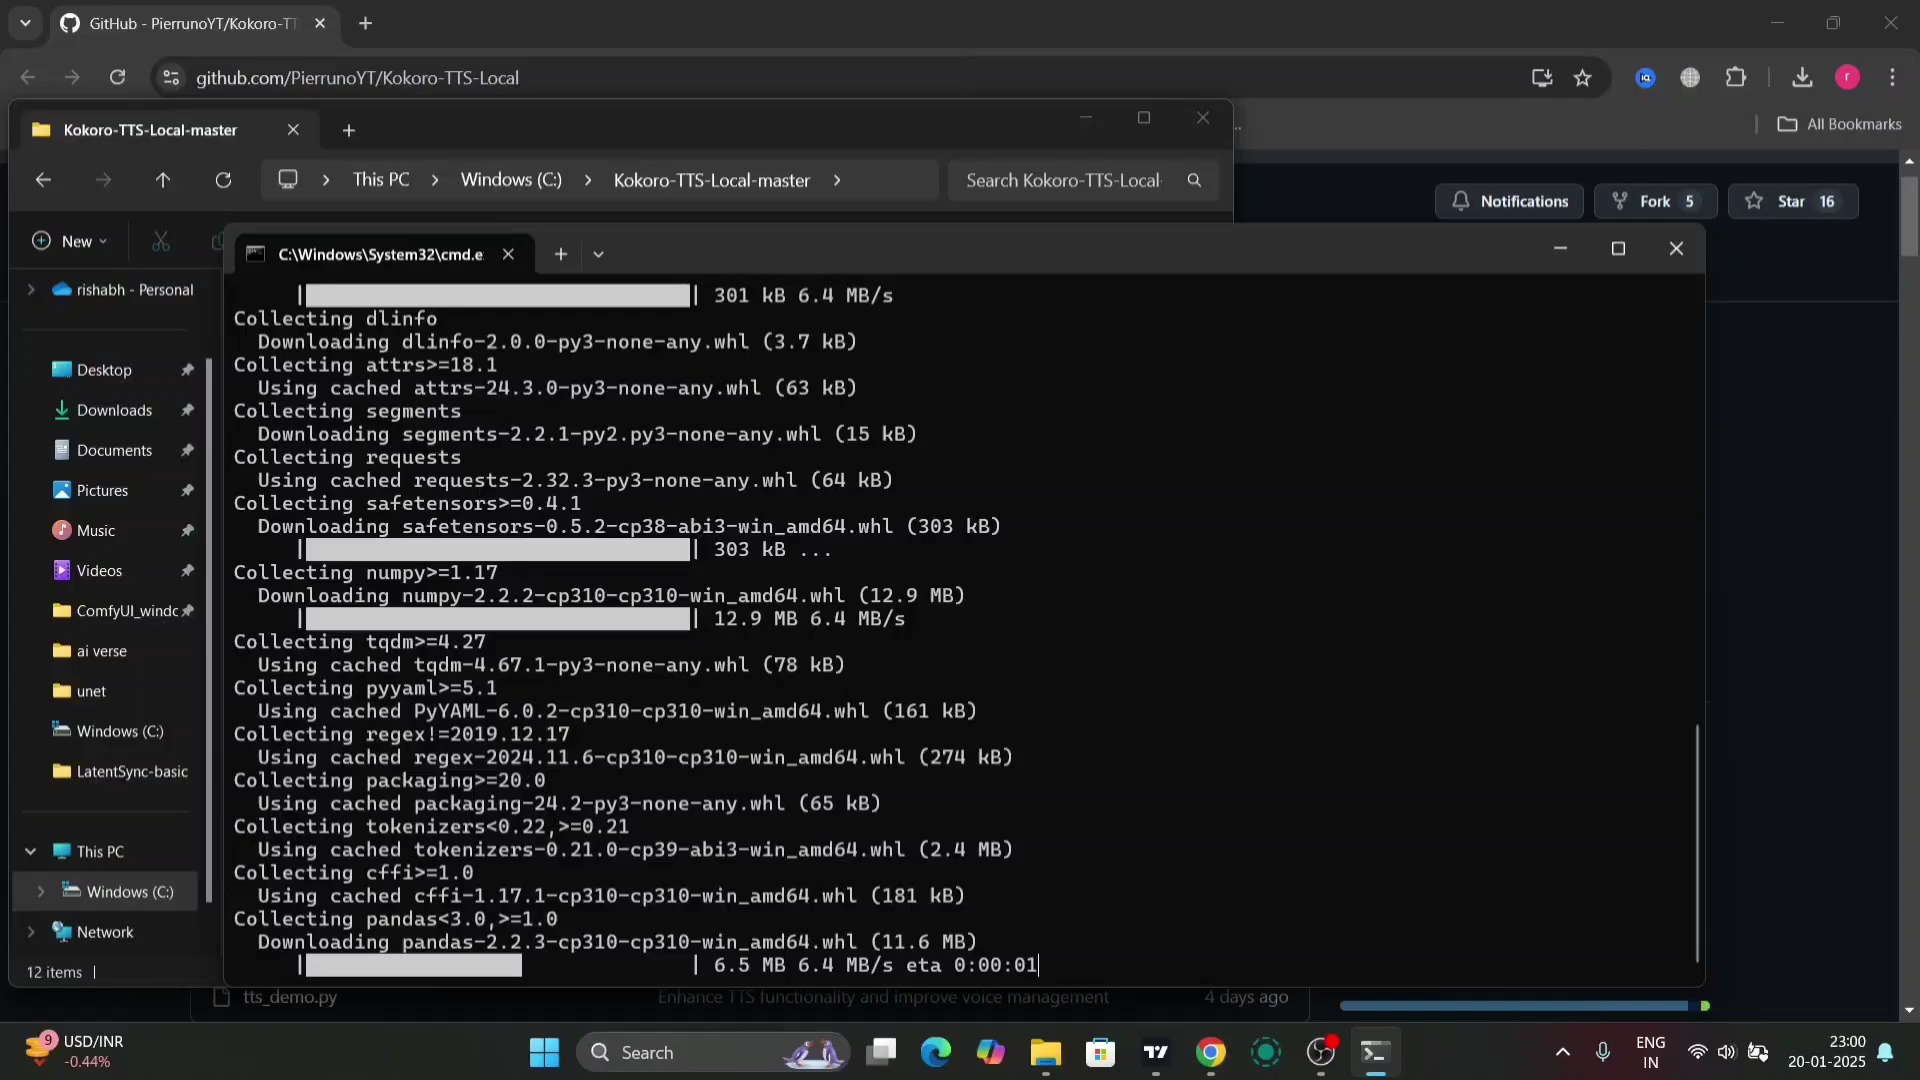 GitHub - PierrunoYT/Kokoro-TT
github.com/PierrunoYT/Kokoro-TTS-Local
r
All Bookmarks
Kokoro-TTS-Local-master
This PC
Windows (C:)
Kokoro-TTS-Local-master
Search Kokoro-TTS-Local-
Notifications
Fork 5
Star 16
New
C:\Windows\System32\cmd.e
rishabh - Personal
Desktop
Downloads
Documents
Pictures
Music
Videos
ComfyUI_windc
ai verse
unet
Windows (C:)
LatentSync-basic
This PC
Windows (C:)
Network
12 items
| | 301 kB 6.4 MB/s
Collecting dlinfo
Downloading dlinfo-2.0.0-py3-none-any.whl (3.7 kB)
Collecting attrs>=18.1
Using cached attrs-24.3.0-py3-none-any.whl (63 kB)
Collecting segments
Downloading segments-2.2.1-py2.py3-none-any.whl (15 kB)
Collecting requests
Using cached requests-2.32.3-py3-none-any.whl (64 kB)
Collecting safetensors>=0.4.1
Downloading safetensors-0.5.2-cp38-abi3-win_amd64.whl (303 kB)
| | 303 kB ...
Collecting numpy>=1.17
Downloading numpy-2.2.2-cp310-cp310-win_amd64.whl (12.9 MB)
| | 12.9 MB 6.4 MB/s
Collecting tqdm>=4.27
Using cached tqdm-4.67.1-py3-none-any.whl (78 kB)
Collecting pyyaml>=5.1
Using cached PyYAML-6.0.2-cp310-cp310-win_amd64.whl (161 kB)
Collecting regex!=2019.12.17
Using cached regex-2024.11.6-cp310-cp310-win_amd64.whl (274 kB)
Collecting packaging>=20.0
Using cached packaging-24.2-py3-none-any.whl (65 kB)
Collecting tokenizers<0.22,>=0.21
Using cached tokenizers-0.21.0-cp39-abi3-win_amd64.whl (2.4 MB)
Collecting cffi>=1.0
Using cached cffi-1.17.1-cp310-cp310-win_amd64.whl (181 kB)
Collecting pandas<3.0,>=1.0
Downloading pandas-2.2.3-cp310-cp310-win_amd64.whl (11.6 MB)
| | 6.5 MB 6.4 MB/s eta 0:00:01
tts_demo.py Enhance TTS functionality and improve voice management 4 days ago
9
USD/INR
-0.44%
Search
ENG
IN
23:00
20-01-2025